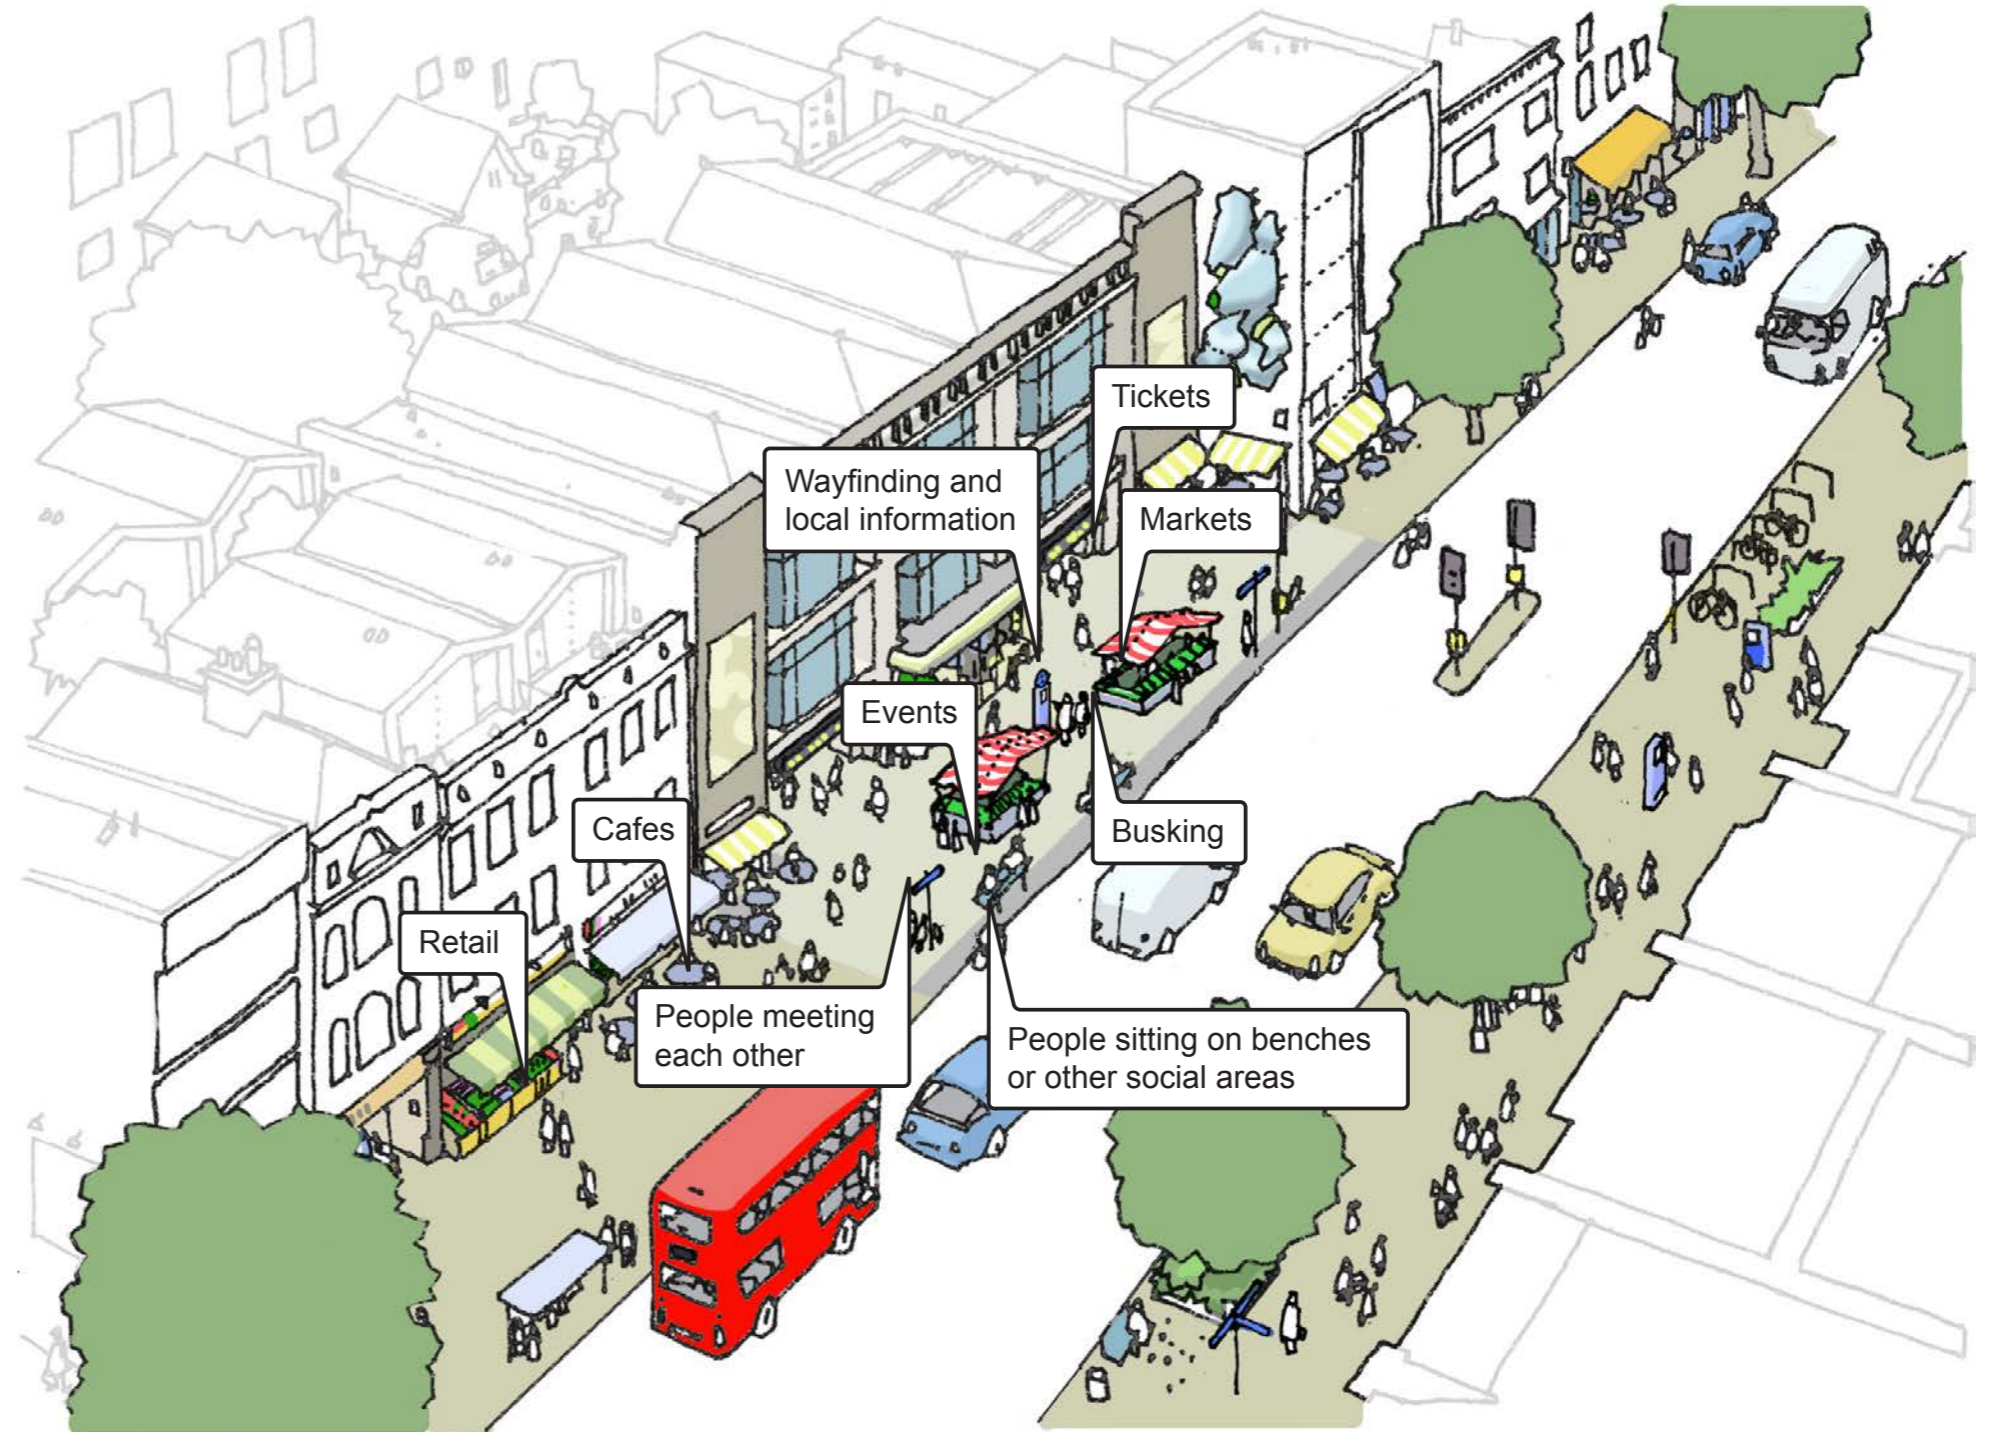 Tickets
Wayfinding and
local information
Markets
Events
Cafes
Busking
Retail
People meeting
each other
People sitting on benches
or other social areas